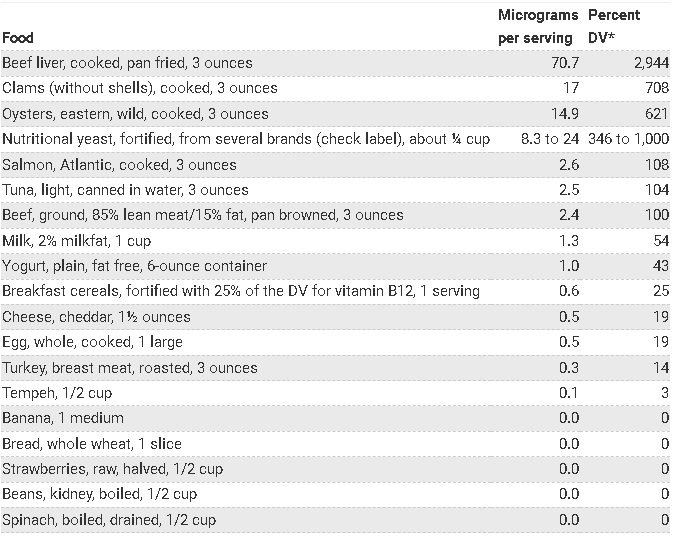 Micrograms Percent
Food per serving DV*
Beef liver, cooked, pan fried, 3 ounces 70.7 2,944
Clams (without shells), cooked, 3 ounces 17 708
Oysters, eastern, wild, cooked, 3 ounces 14.9 621
Nutritional yeast, fortified, from several brands (check label), about ¼ cup 8.3 to 24 346 to 1,000
Salmon, Atlantic, cooked, 3 ounces 2.6 108
Tuna, light, canned in water, 3 ounces 2.5 104
Beef, ground, 85% lean meat/15% fat, pan browned, 3 ounces 2.4 100
Milk, 2% milkfat, 1 cup 1.3 54
Yogurt, plain, fat free, 6-ounce container 1.0 43
Breakfast cereals, fortified with 25% of the DV for vitamin B12, 1 serving 0.6 25
Cheese, cheddar, 1½ ounces 0.5 19
Egg, whole, cooked, 1 large 0.5 19
Turkey, breast meat, roasted, 3 ounces 0.3 14
Tempeh, 1/2 cup 0.1 3
Banana, 1 medium 0.0 0
Bread, whole wheat, 1 slice 0.0 0
Strawberries, raw, halved, 1/2 cup 0.0 0
Beans, kidney, boiled, 1/2 cup 0.0 0
Spinach, boiled, drained, 1/2 cup 0.0 0